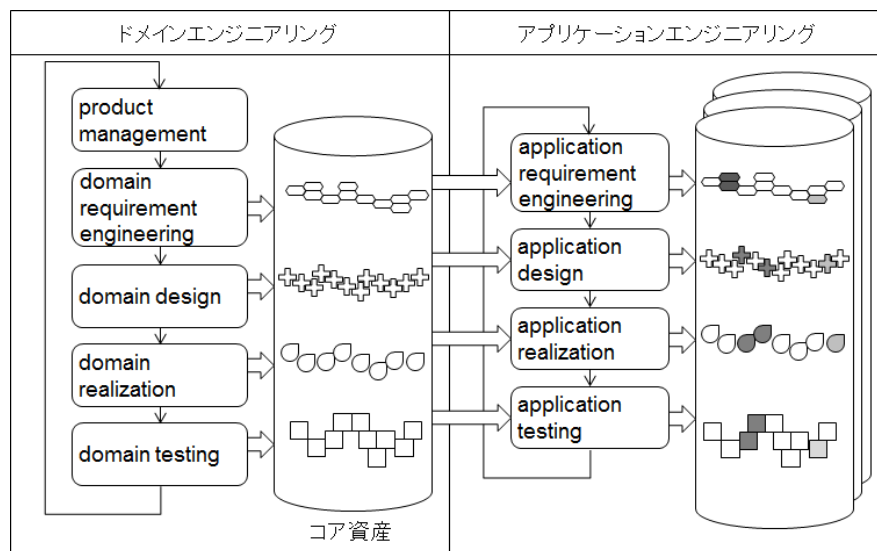 ドメインエンジニアリング
アプリケーションエンジニアリング
product
management
domain
requirement
engineering
domain design
domain
realization
domain testing
コア資産
application
requirement
engineering
application
design
application
realization
application
testing